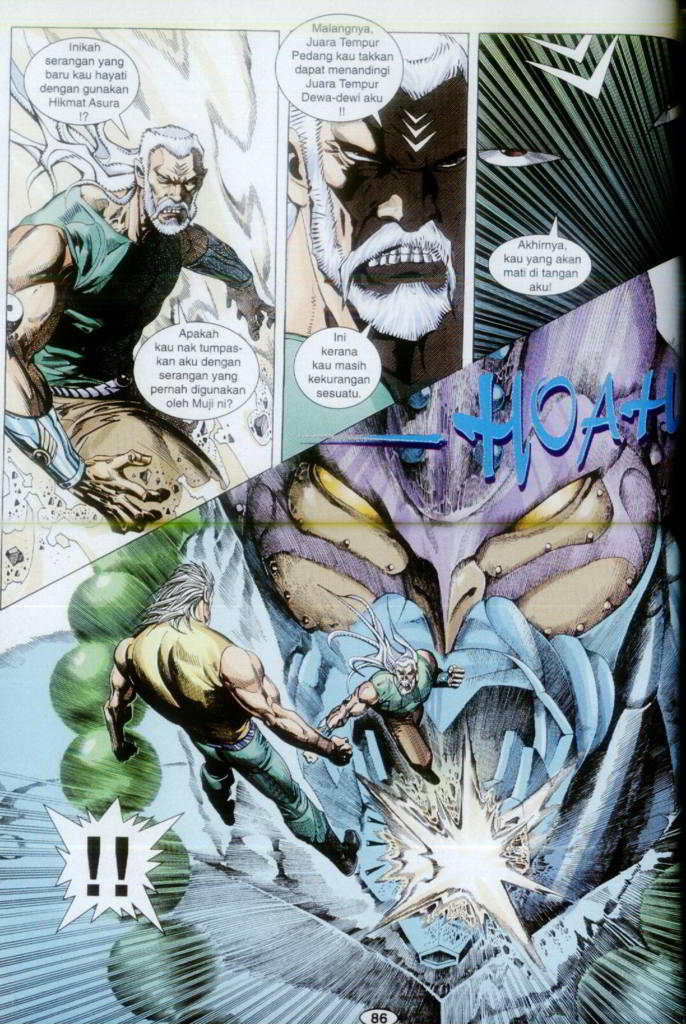 Inikah
serangan yang
baru kau hayati
dengan gunakan
Hikmat Asura
!?
Apakah
kau nak tumpas-
kan aku dengan
serangan yang
pernah digunakan
oleh Muji ni?
Malangnya,
Juara Tempur
Pedang kau takkan
dapat menandingi
Juara Tempur
Dewa-dewi aku
!!
Ini
kerana
kau masih
kekurangan
sesuatu.
Akhirnya,
kau yang akan
mati di tangan
aku!
HOAH
!!
86